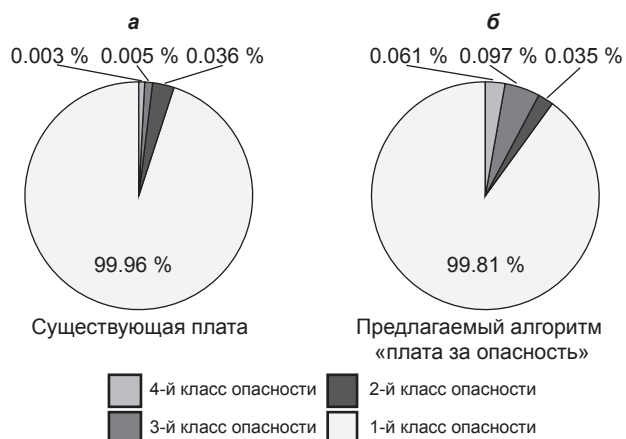 а
б
0.003 % 0.005 % 0.036 %
0.061 % 0.097 % 0.035 %
99.96 %
99.81 %
Существующая плата
Предлагаемый алгоритм
«плата за опасность»
4-й класс опасности
2-й класс опасности
3-й класс опасности
1-й класс опасности